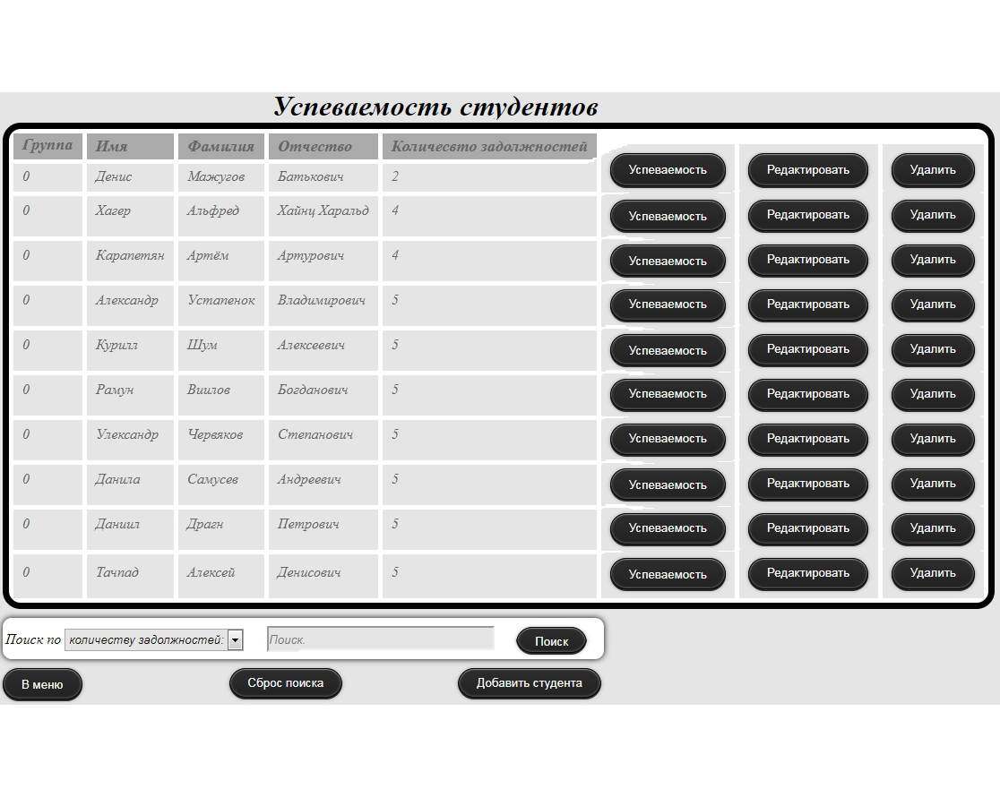 Успеваемость студентов
Группа Имя Фамилия Отчество Количесвто задолжностей
0 Денис Мажугов Батькович 2 Успеваемость Редактировать Удалить
0 Хагер Альфред Хайнц Харальд 4 Успеваемость Редактировать Удалить
0 Карапетян Артём Артурович 4 Успеваемость Редактировать Удалить
0 Александр Устапенок Владимирович 5 Успеваемость Редактировать Удалить
0 Курилл Шум Алексеевич 5 Успеваемость Редактировать Удалить
0 Рамун Виилов Богданович 5 Успеваемость Редактировать Удалить
0 Улександр Червяков Степанович 5 Успеваемость Редактировать Удалить
0 Данила Самусев Андреевич 5 Успеваемость Редактировать Удалить
0 Даниил Драгн Петрович 5 Успеваемость Редактировать Удалить
0 Тачпад Алексей Денисович 5 Успеваемость Редактировать Удалить
Поиск по количеству задолжностей: Поиск. Поиск
В меню Сброс поиска Добавить студента